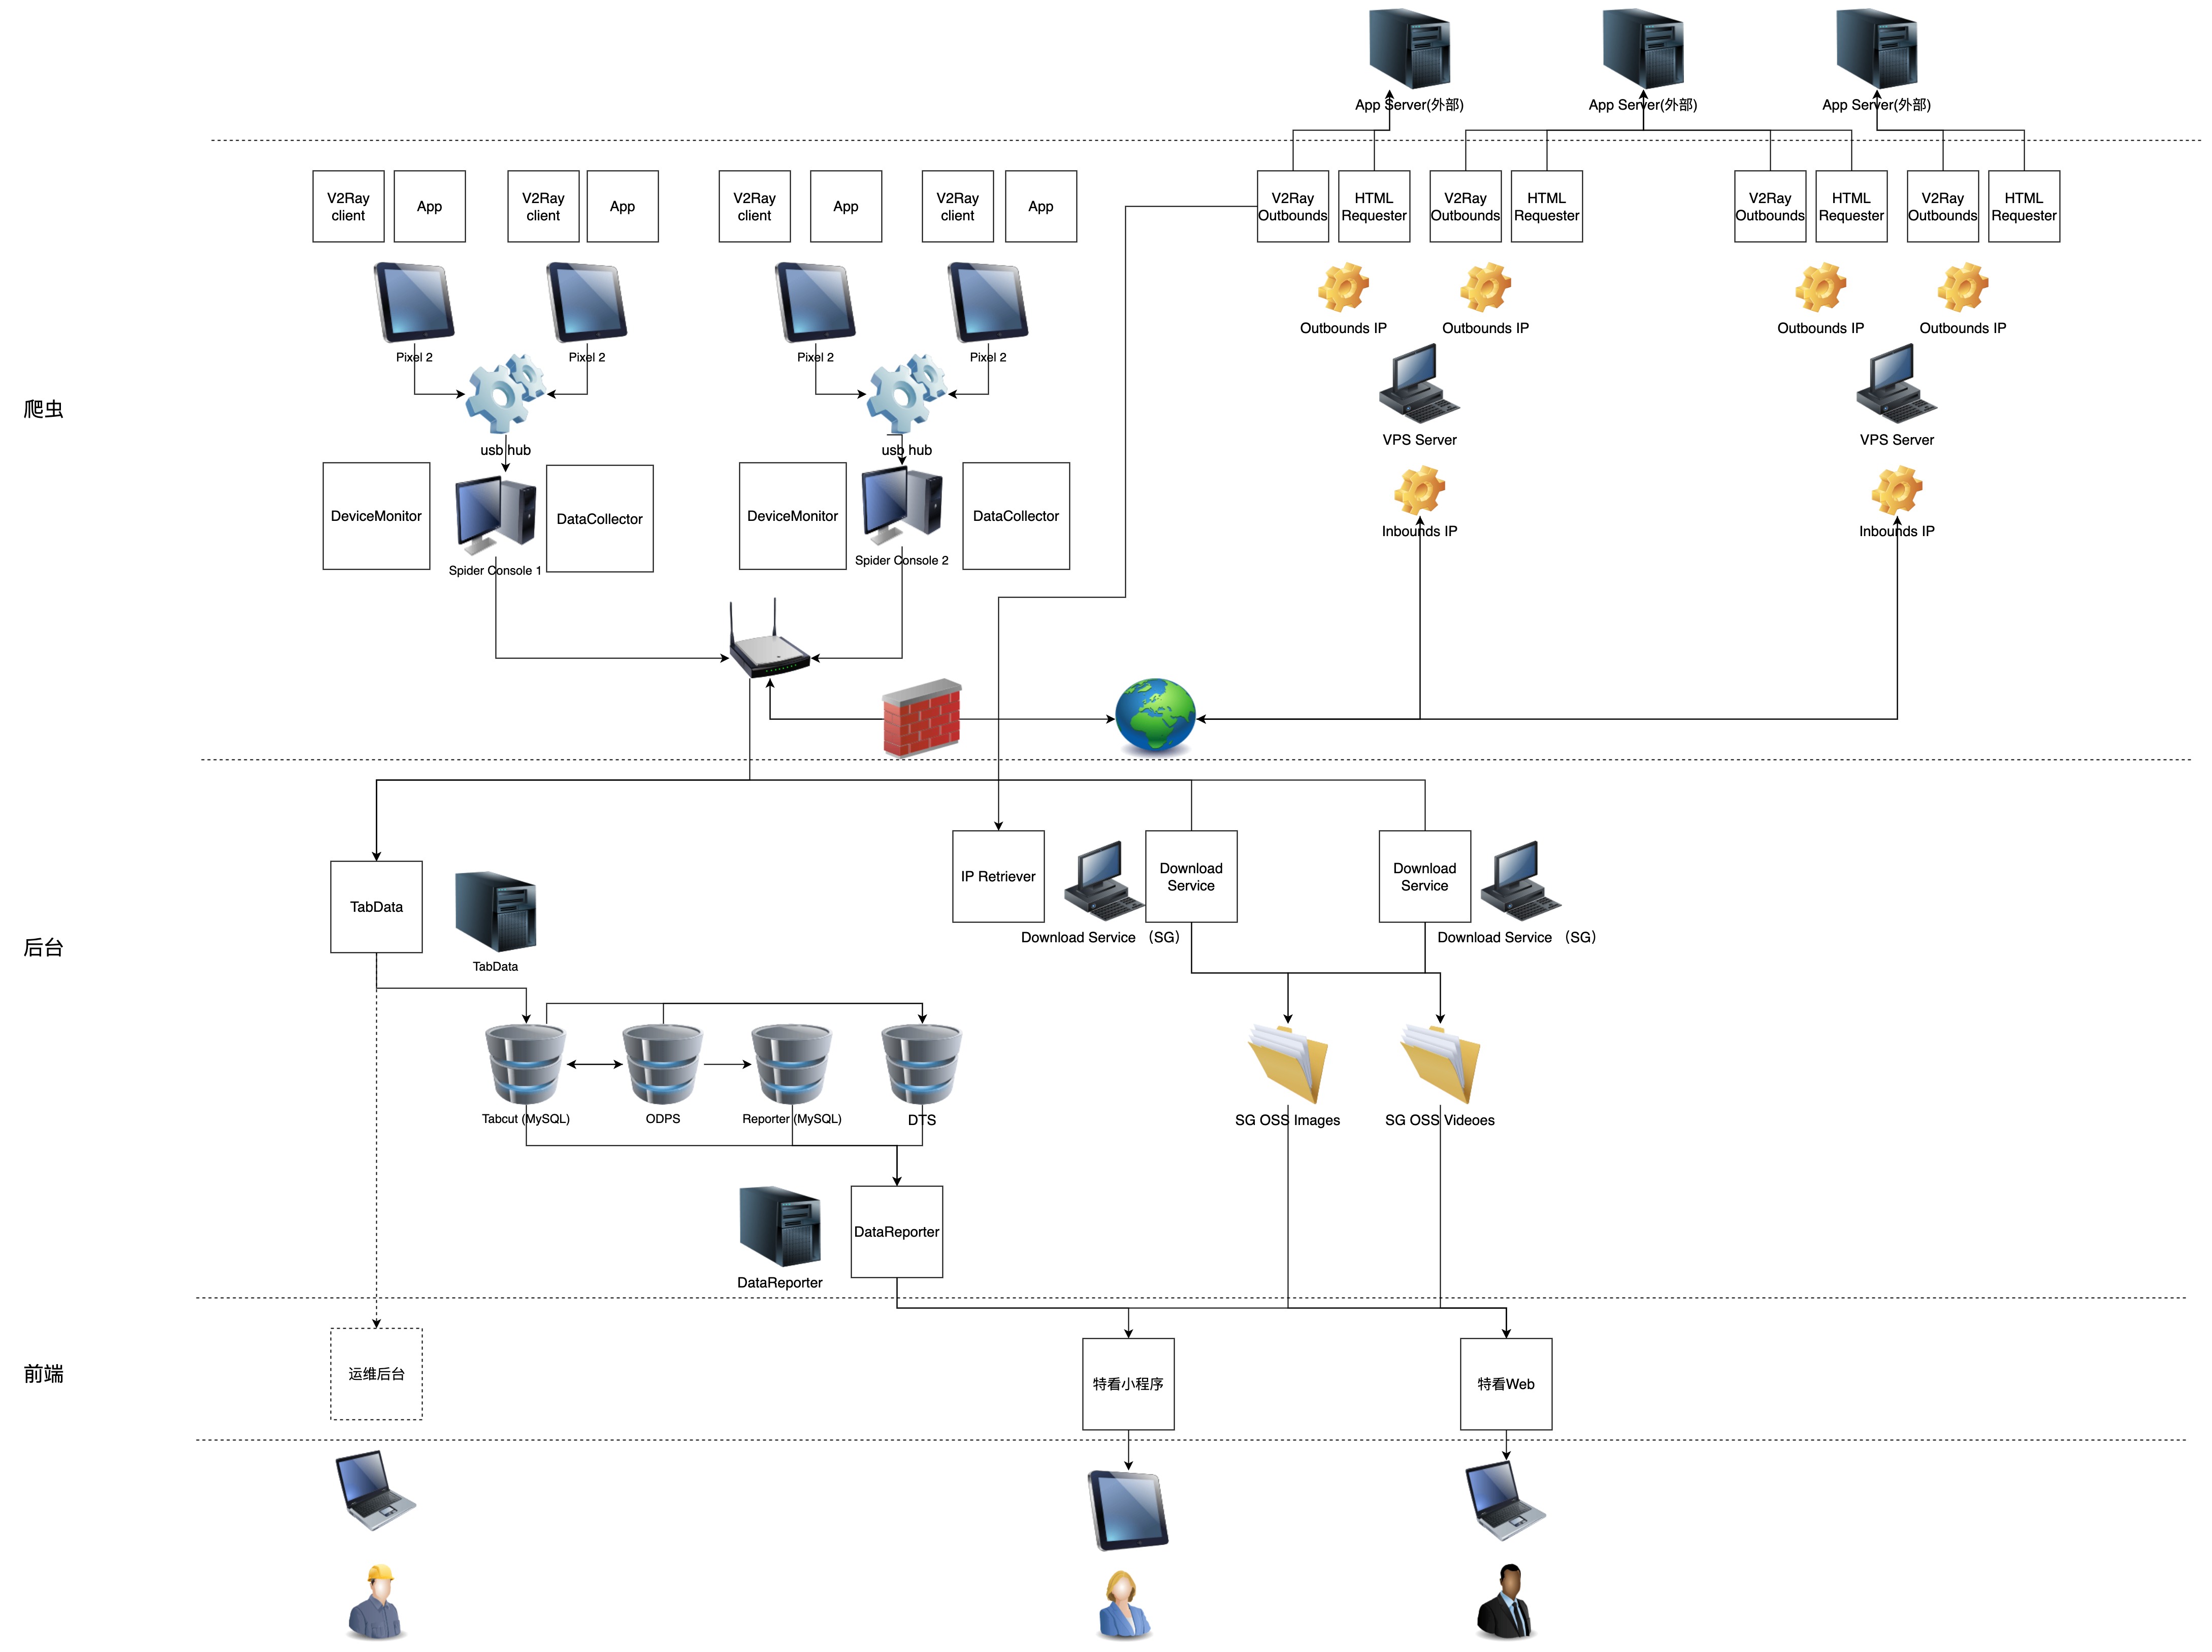 App Server(外部)
App Server(外部)
App Server(外部)
V2Ray
client
App
V2Ray
client
App
V2Ray
client
App
V2Ray
client
App
V2Ray
Outbounds
HTML
Requester
V2Ray
Outbounds
HTML
Requester
V2Ray
Outbounds
HTML
Requester
V2Ray
Outbounds
HTML
Requester
Pixel 2
Pixel 2
Pixel 2
Pixel 2
Outbounds IP
Outbounds IP
Outbounds IP
Outbounds IP
爬虫
usb hub
usb hub
VPS Server
VPS Server
DeviceMonitor
DataCollector
DeviceMonitor
DataCollector
Spider Console 1
Spider Console 2
Inbounds IP
Inbounds IP
后台
TabData
TabData
IP Retriever
Download
Service
Download Service （SG）
Download
Service
Download Service （SG）
Tabcut (MySQL)
ODPS
Reporter (MySQL)
DTS
SG OSS Images
SG OSS Videoes
DataReporter
DataReporter
前端
运维后台
特看小程序
特看Web